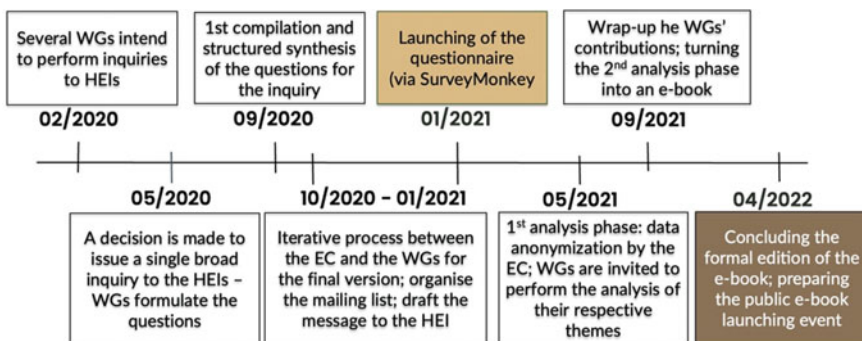 Several WGs intend
to perform inquiries
to HEIs
02/2020
1st compilation and
structured synthesis
of the questions for
the inquiry
09/2020
Launching of the
questionnaire
(via SurveyMonkey
01/2021
Wrap-up he WGs'
contributions; turning
the 2nd analysis phase
into an e-book
09/2021
05/2020
A decision is made to
issue a single broad
inquiry to the HEIs –
WGs formulate the
questions
10/2020 - 01/2021
Iterative process between
the EC and the WGs for
the final version; organise
the mailing list; draft the
message to the HEI
05/2021
1st analysis phase: data
anonymization by the
EC; WGs are invited to
perform the analysis of
their respective
themes
04/2022
Concluding the
formal edition of the
e-book; preparing
the public e-book
launching event